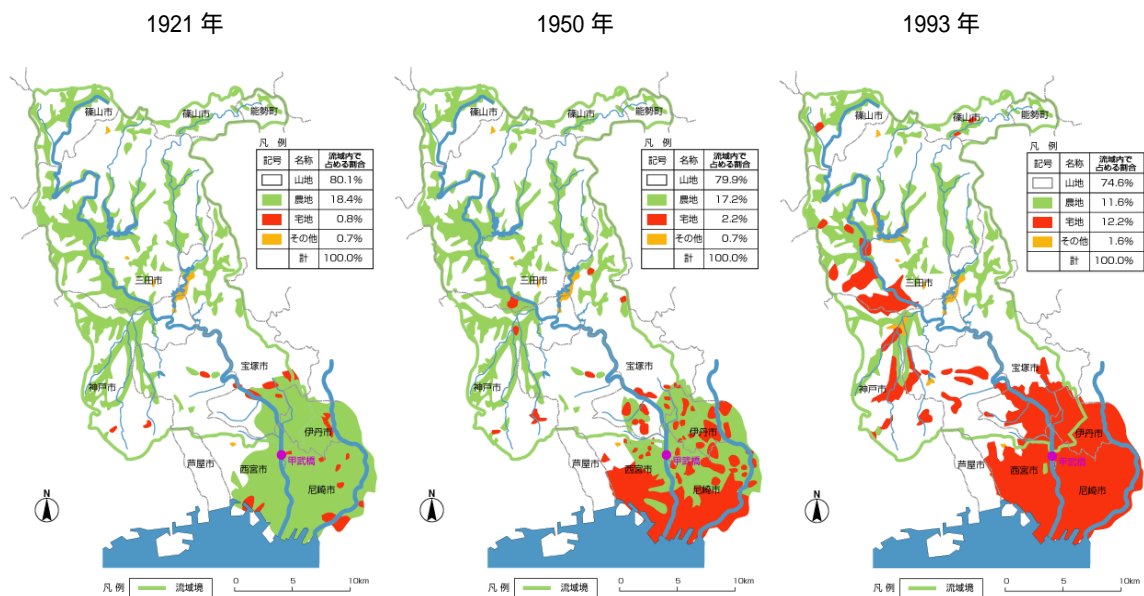 1921 年
1950 年
1993 年
篠山市
篠山市
能勢町
凡 例
記号 名称 流域内で占める割合
山地 80.1%
農地 18.4%
宅地 0.8%
その他 0.7%
計 100.0%
三田市
宝塚市
神戸市
伊丹市
甲武橋
芦屋市
西宮市
尼崎市
N
凡 例 流域境
0 5 10km
篠山市
篠山市
能勢町
凡 例
記号 名称 流域内で占める割合
山地 79.9%
農地 17.2%
宅地 2.2%
その他 0.7%
計 100.0%
三田市
宝塚市
神戸市
伊丹市
甲武橋
芦屋市
西宮市
尼崎市
N
凡 例 流域境
0 5 10km
篠山市
篠山市
能勢町
凡 例
記号 名称 流域内で占める割合
山地 74.6%
農地 11.6%
宅地 12.2%
その他 1.6%
計 100.0%
三田市
宝塚市
神戸市
伊丹市
甲武橋
芦屋市
西宮市
尼崎市
N
凡 例 流域境
0 5 10km